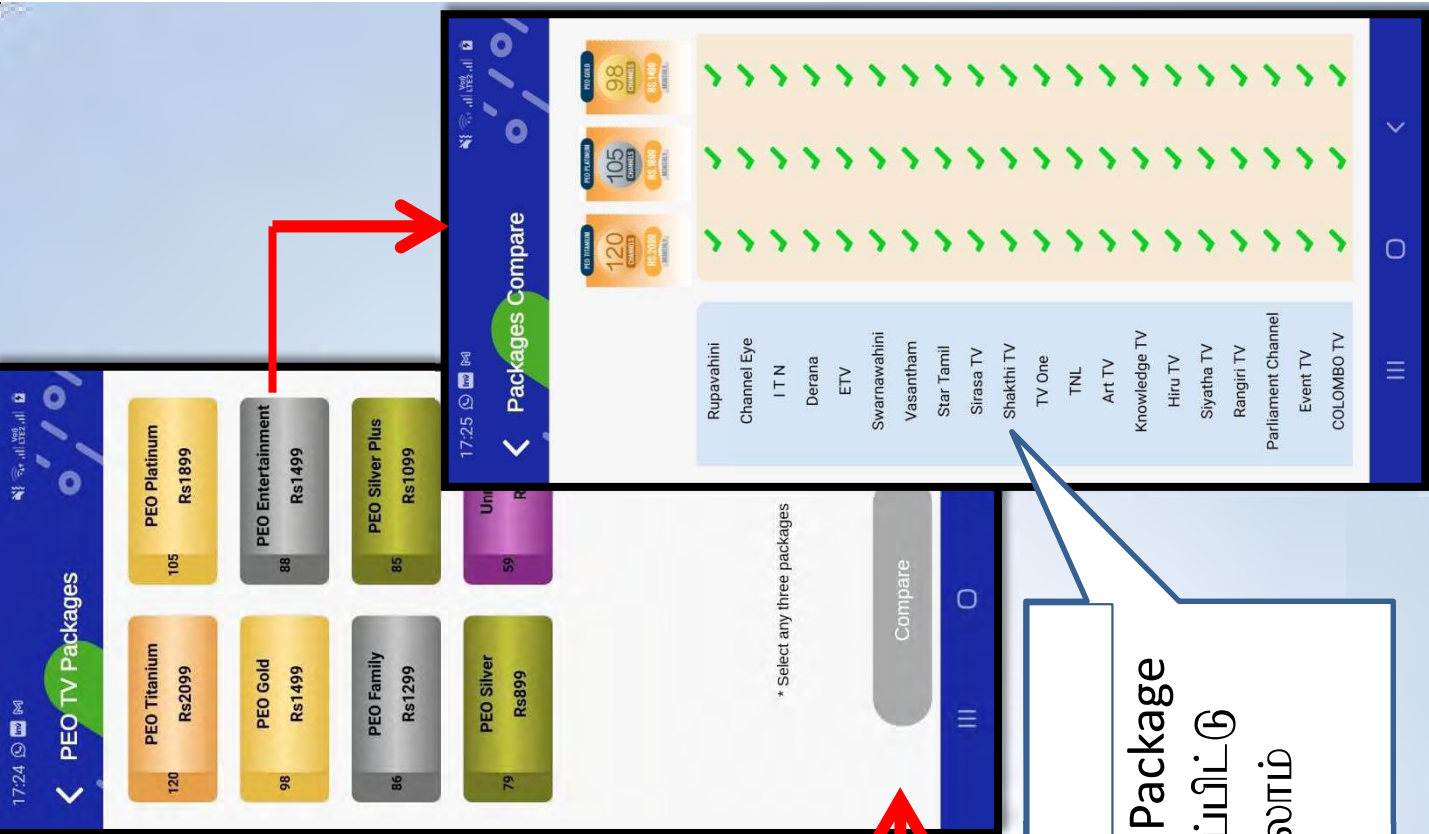 17:24
PEO TV Packages
PEO Titanium
Rs2099
120
PEO Platinum
Rs1899
105
PEO Gold
Rs1499
98
PEO Entertainment
Rs1499
88
PEO Family
Rs1299
86
PEO Silver Plus
Rs1099
85
PEO Silver
Rs899
79
59
* Select any three packages
Compare
17:25
Packages Compare
PEO TITANIUM
120
CHANNELS
RS.2099
MONTHLY
PEO PLATINUM
105
CHANNELS
RS.1899
MONTHLY
PEO GOLD
98
CHANNELS
RS.1499
MONTHLY
Rupavahini
Channel Eye
I T N
Derana
ETV
Swarnawahini
Vasantham
Star Tamil
Sirasa TV
Shakthi TV
TV One
TNL
Art TV
Knowledge TV
Hiru TV
Siyatha TV
Rangiri TV
Parliament Channel
Event TV
COLOMBO TV
Package